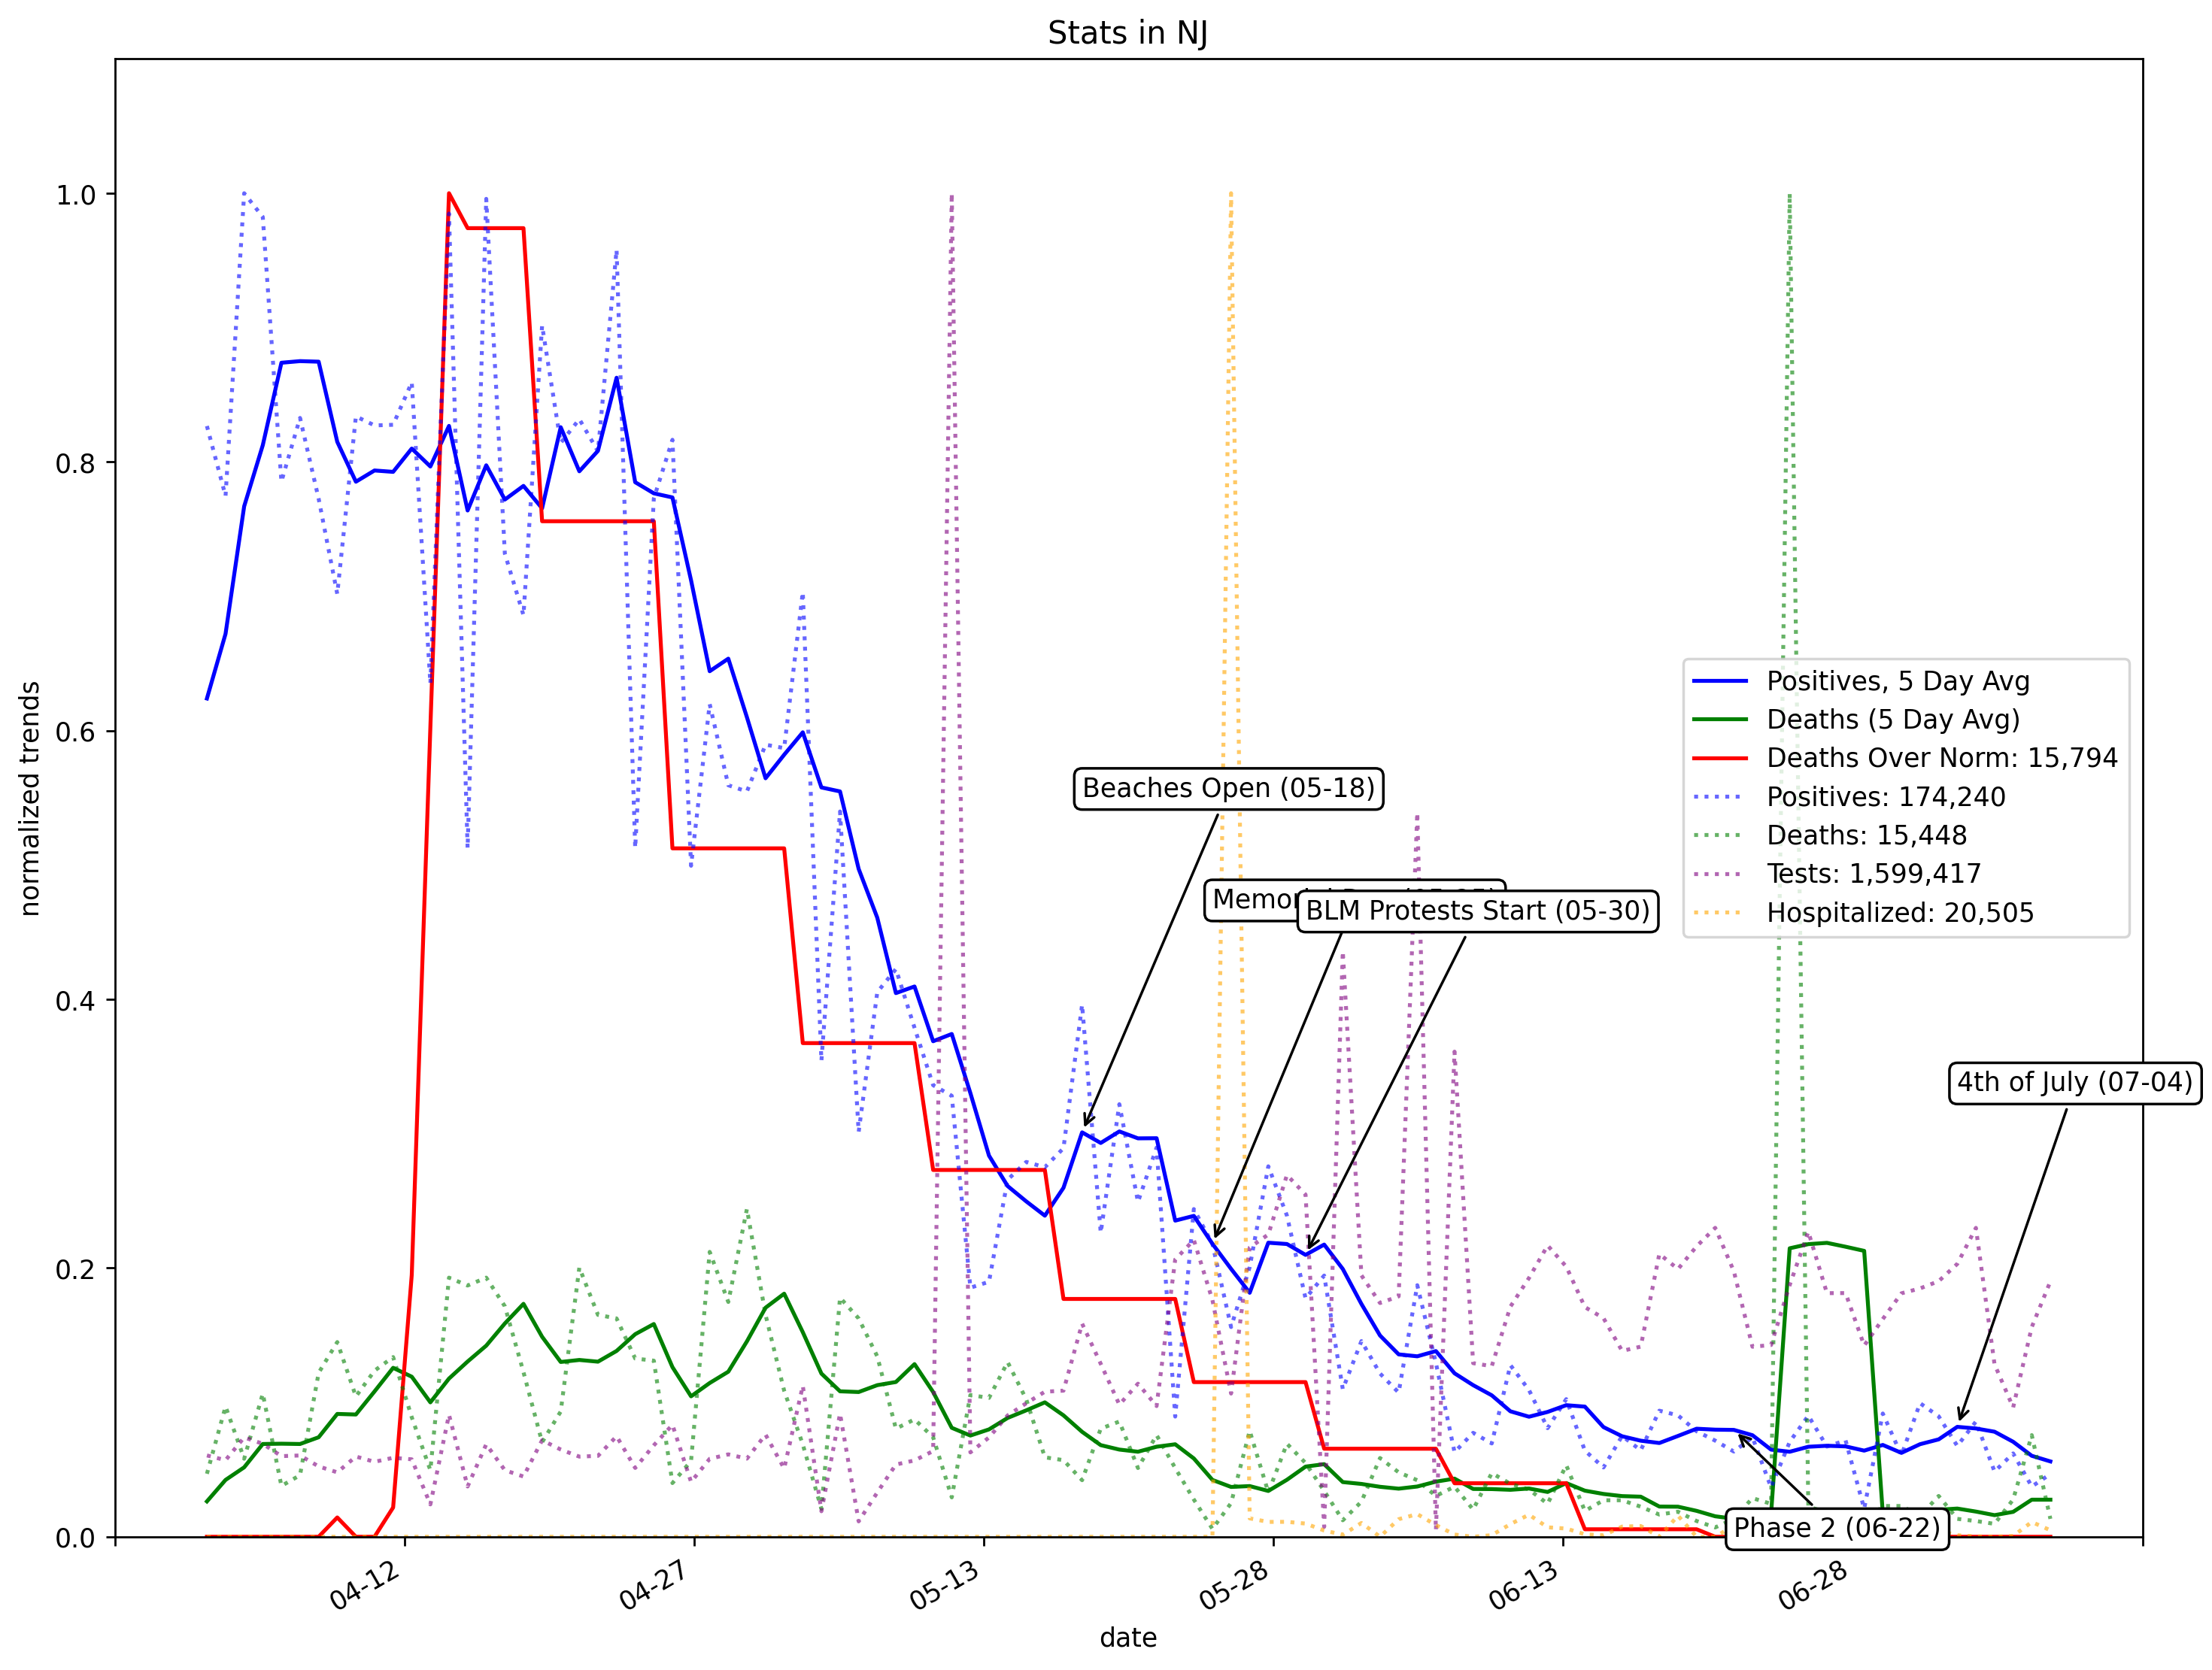 Stats in NJ
1.0
0.8
0.6
0.4
0.2
0.0
normalized trends
Positives, 5 Day Avg
Deaths (5 Day Avg)
Deaths Over Norm: 15,794
Positives: 174,240
Deaths: 15,448
Tests: 1,599,417
Hospitalized: 20,505
Beaches Open (05-18)
BLM Protests Start (05-30)
4th of July (07-04)
Phase 2 (06-22)
04-12
04-27
05-13
05-28
06-13
06-28
date